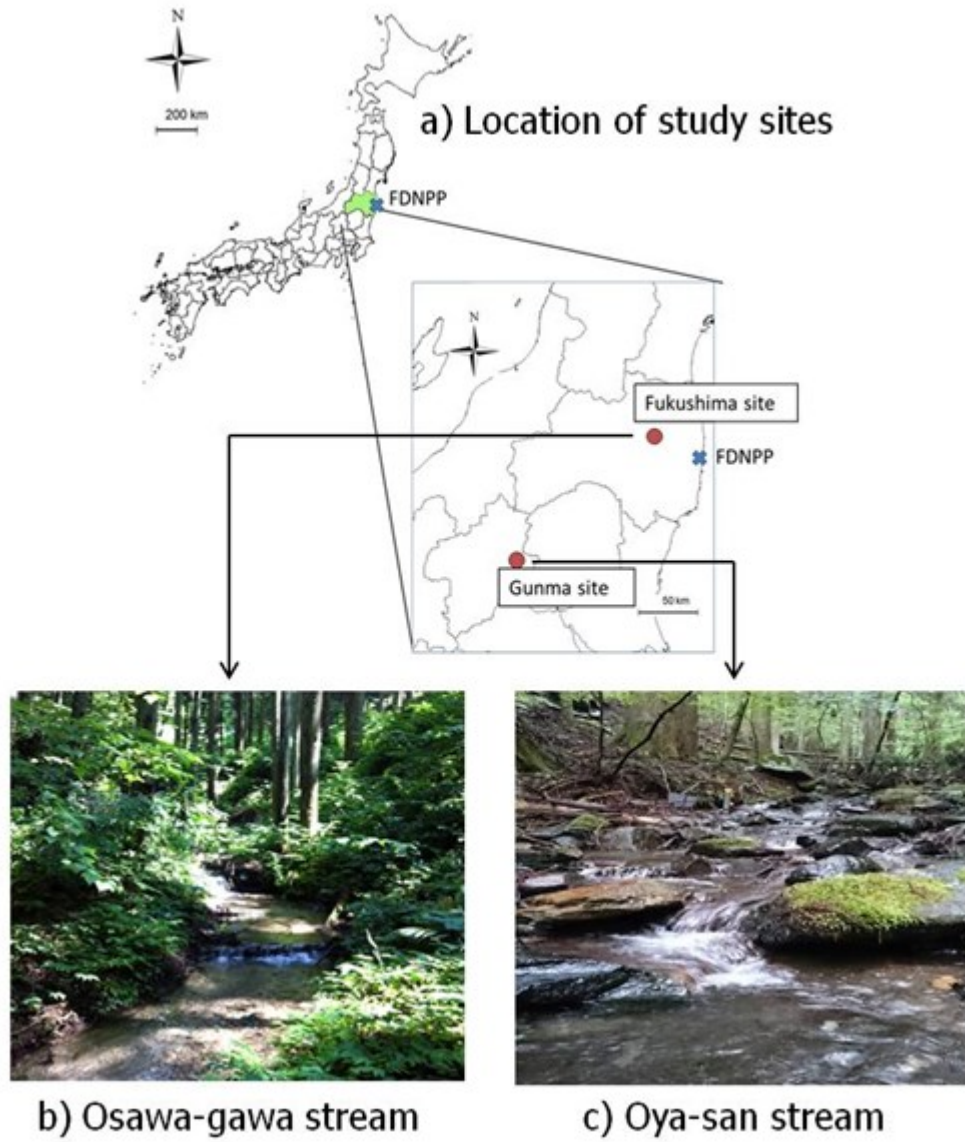 N
200 km
a) Location of study sites
FDNPP
N
Fukushima site
FDNPP
Gunma site
50 km
b) Osawa-gawa stream
c) Oya-san stream